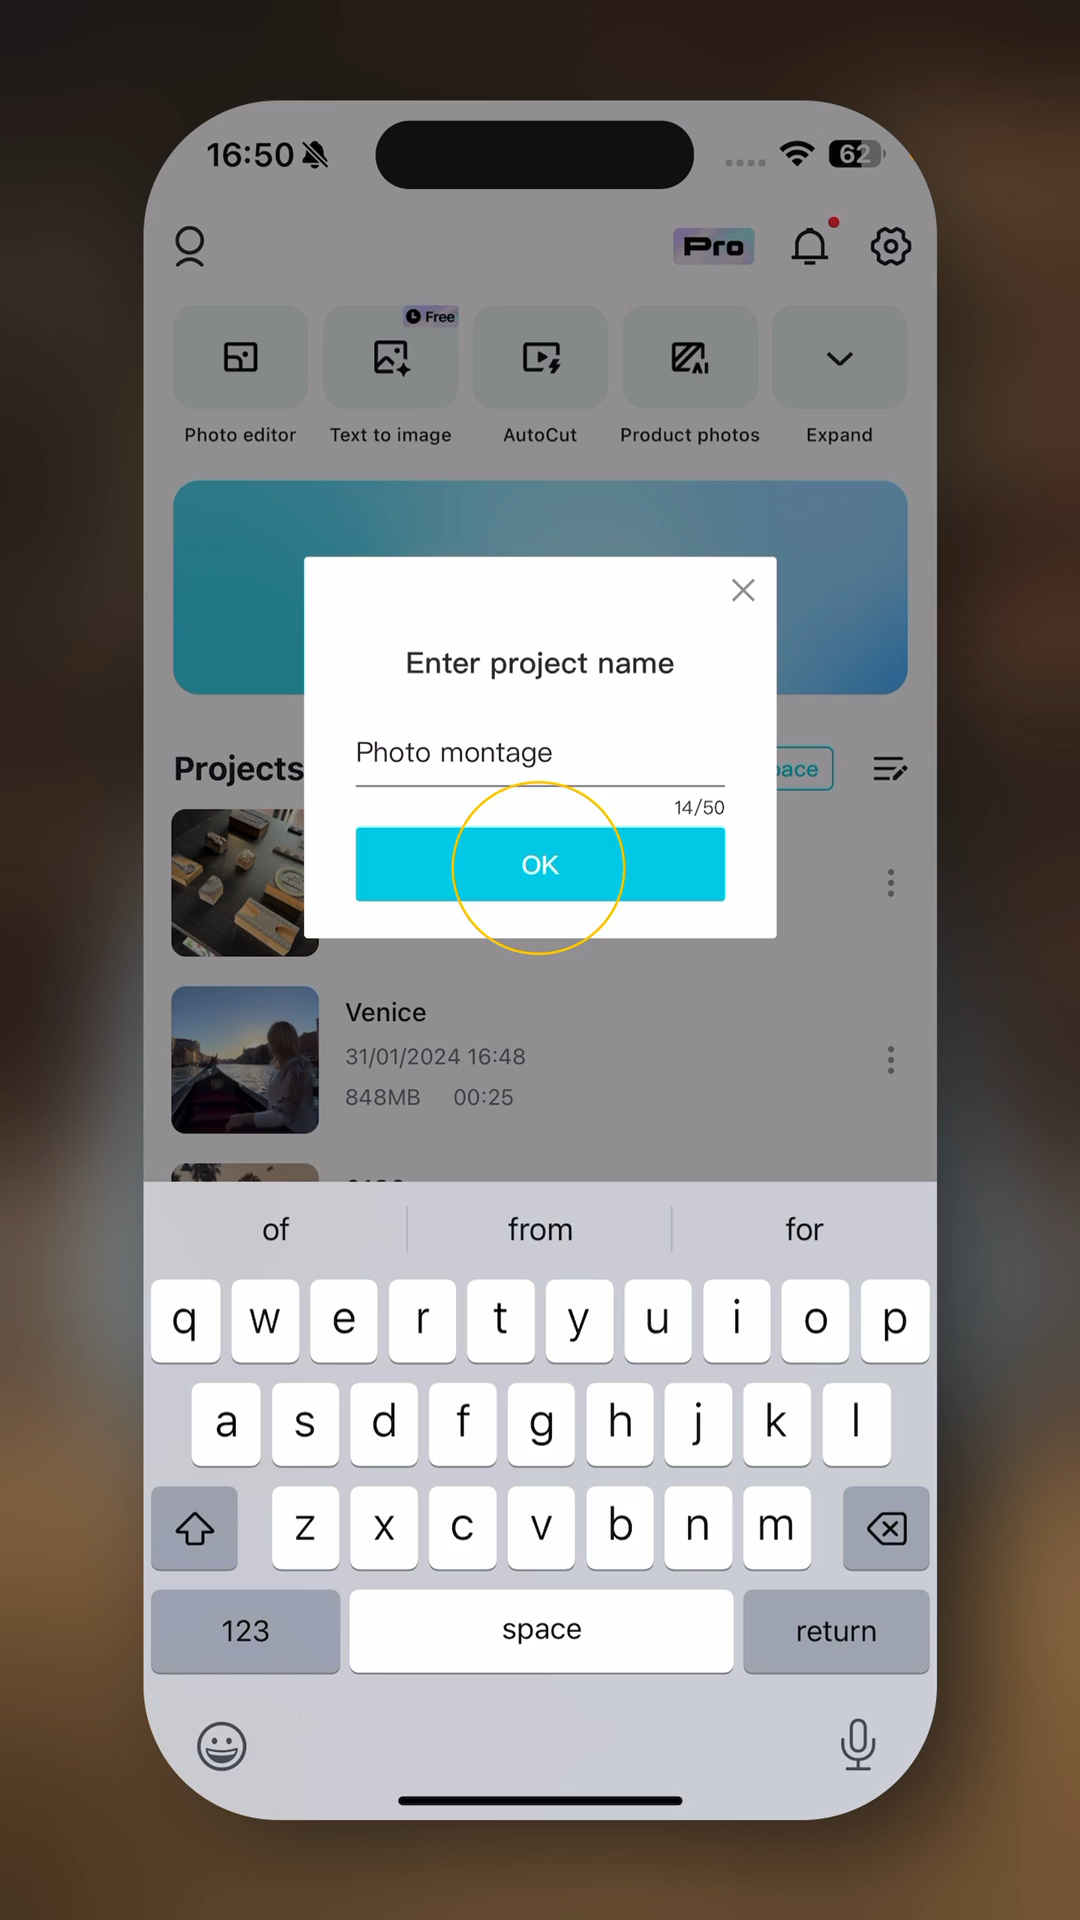 16:50
62
Pro
Free
Photo editor
Text to image
AutoCut
Product photos
Expand
Enter project name
Photo montage
14/50
OK
Projects
Venice
31/01/2024 16:48
848MB 00:25
of from for
q w e r t y u i o p
a s d f g h j k l
z x c v b n m
123 space return